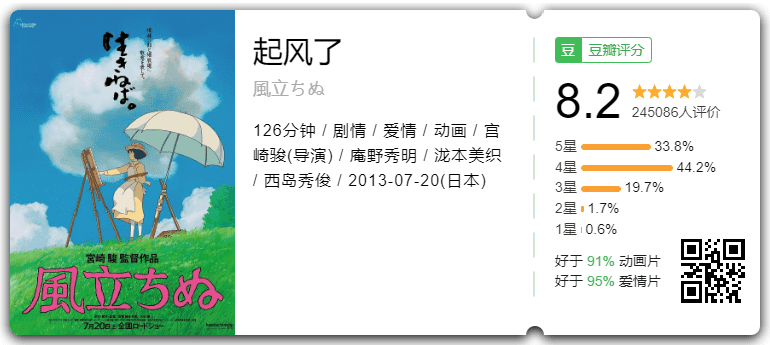 生きねば。
宮崎 駿 監督作品
風立ちぬ
7月20日(土)全国ロードショー
起风了
風立ちぬ
126分钟 / 剧情 / 爱情 / 动画 / 宫
崎骏(导演) / 庵野秀明 / 泷本美织
/ 西岛秀俊 / 2013-07-20(日本)
豆 豆瓣评分
8.2
245086人评价
5星 33.8%
4星 44.2%
3星 19.7%
2星 1.7%
1星 0.6%
好于 91% 动画片
好于 95% 爱情片